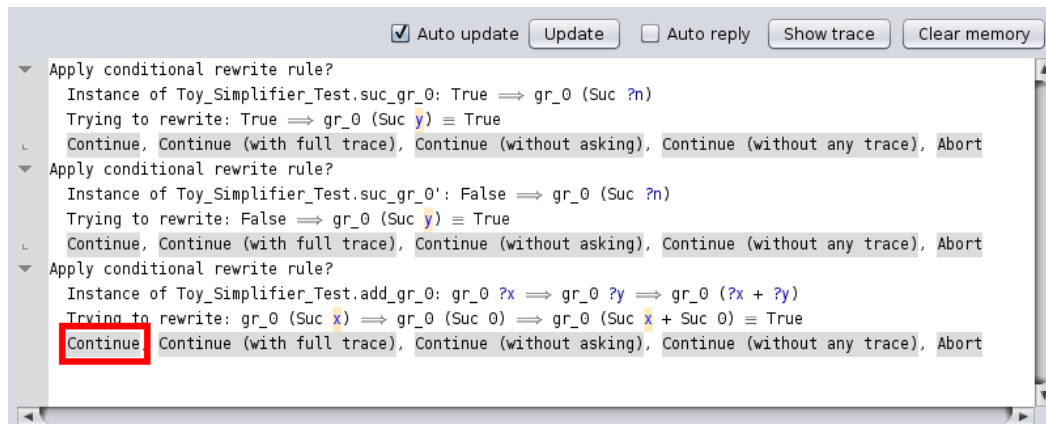 Auto update Update Auto reply Show trace Clear memory
Apply conditional rewrite rule?
Instance of Toy_Simplifier_Test.suc_gr_0: True ⟹ gr_0 (Suc ?n)
Trying to rewrite: True ⟹ gr_0 (Suc y) ≡ True
Continue, Continue (with full trace), Continue (without asking), Continue (without any trace), Abort
Apply conditional rewrite rule?
Instance of Toy_Simplifier_Test.suc_gr_0': False ⟹ gr_0 (Suc ?n)
Trying to rewrite: False ⟹ gr_0 (Suc y) ≡ True
Continue, Continue (with full trace), Continue (without asking), Continue (without any trace), Abort
Apply conditional rewrite rule?
Instance of Toy_Simplifier_Test.add_gr_0: gr_0 ?x ⟹ gr_0 ?y ⟹ gr_0 (?x + ?y)
Trying to rewrite: gr_0 (Suc x) ⟹ gr_0 (Suc 0) ⟹ gr_0 (Suc x + Suc 0) ≡ True
Continue, Continue (with full trace), Continue (without asking), Continue (without any trace), Abort